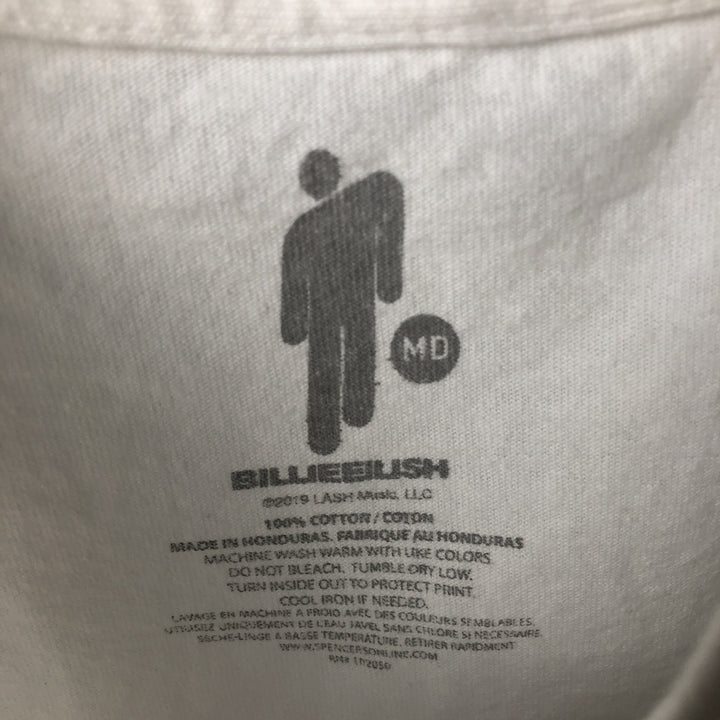 MD
BILLIEEILISH
©2019 LASH Music, LLC
100% COTTON / COTON
MADE IN HONDURAS. FABRIQUE AU HONDURAS
MACHINE WASH WARM WITH LIKE COLORS.
DO NOT BLEACH. TUMBLE DRY LOW.
TURN INSIDE OUT TO PROTECT PRINT.
COOL IRON IF NEEDED.
LAVAGE EN MACHINE A FROID AVEC DES COULEURS SEMBLABLES.
UTILISEZ UNIQUEMENT DE L'EAU JAVEL SANS CHLORE SI NECESSAIRE.
SECHE-LINGE A BASSE TEMPERATURE. RETIRER RAPIDMENT
WWW.SPENCERSONLINE.COM
RN# 102050